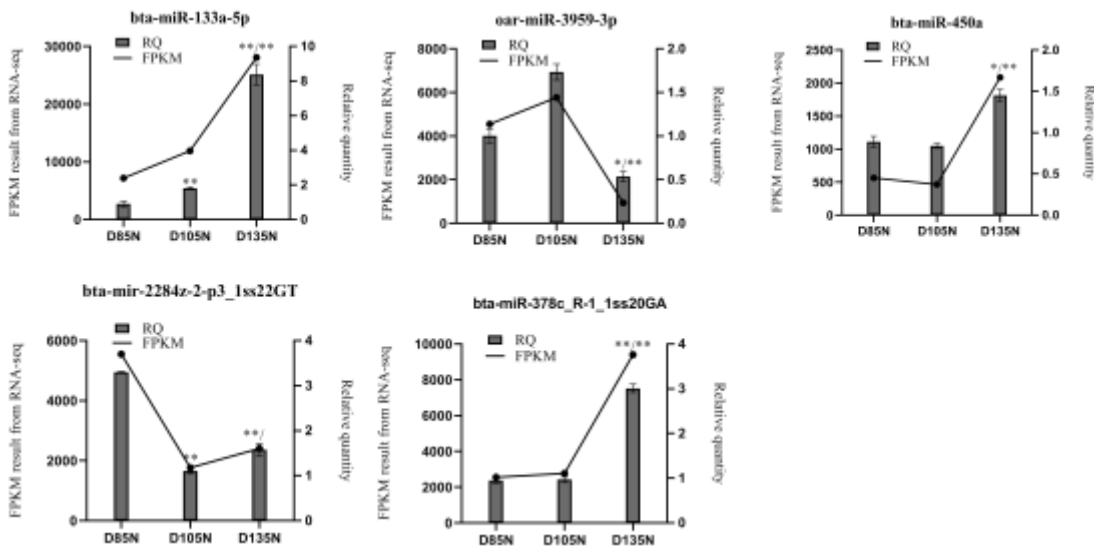 bta-miR-133a-5p
FPKM result from RNA-seq
30000
20000
10000
0
RQ
FPKM
**
**/**
10
8
6
4
2
0
Relative quantity
D85N D105N D135N
oar-miR-3959-3p
FPKM result from RNA-seq
8000
6000
4000
2000
0
RQ
FPKM
*/**
2.0
1.5
1.0
0.5
0.0
Relative quantity
D85N D105N D135N
bta-miR-450a
FPKM result from RNA-seq
2500
2000
1500
1000
500
0
RQ
FPKM
*/**
2.0
1.5
1.0
0.5
0.0
Relative quantity
D85N D105N D135N
bta-mir-2284z-2-p3_1ss22GT
FPKM result from RNA-seq
6000
4000
2000
0
RQ
FPKM
**
**/
4
3
2
1
0
Relative quantity
D85N D105N D135N
bta-miR-378c_R-1_1ss20GA
FPKM result from RNA-seq
10000
8000
6000
4000
2000
0
RQ
FPKM
**/**
4
3
2
1
0
Relative quantity
D85N D105N D135N